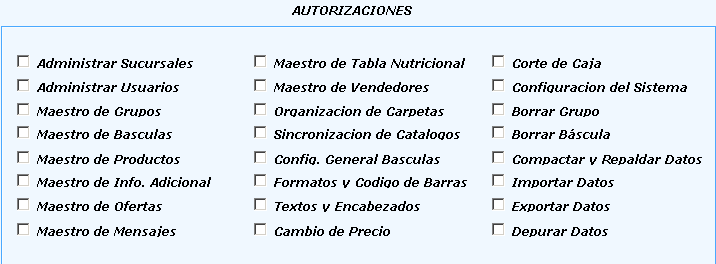 AUTORIZACIONES
Administrar Sucursales
Administrar Usuarios
Maestro de Grupos
Maestro de Basculas
Maestro de Productos
Maestro de Info. Adicional
Maestro de Ofertas
Maestro de Mensajes
Maestro de Tabla Nutricional
Maestro de Vendedores
Organizacion de Carpetas
Sincronizacion de Catalogos
Config. General Basculas
Formatos y Codigo de Barras
Textos y Encabezados
Cambio de Precio
Corte de Caja
Configuracion del Sistema
Borrar Grupo
Borrar Báscula
Compactar y Repaldar Datos
Importar Datos
Exportar Datos
Depurar Datos